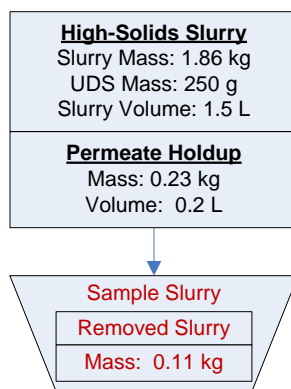 High-Solids Slurry
Slurry Mass: 1.86 kg
UDS Mass: 250 g
Slurry Volume: 1.5 L
Permeate Holdup
Mass: 0.23 kg
Volume:  0.2 L
Sample Slurry
Removed Slurry
Mass:  0.11 kg